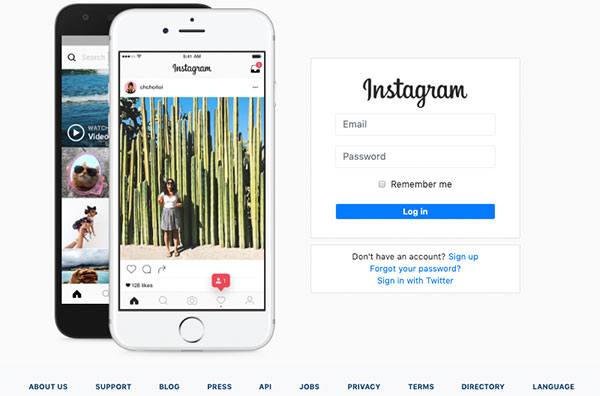 Search
WATCH
Video
9:41 AM
Instagram
chchoitoi
128 likes
1
Instagram
Email
Password
Remember me
Log in
Don't have an account? Sign up
Forgot your password?
Sign in with Twitter
ABOUT US SUPPORT BLOG PRESS API JOBS PRIVACY TERMS DIRECTORY LANGUAGE